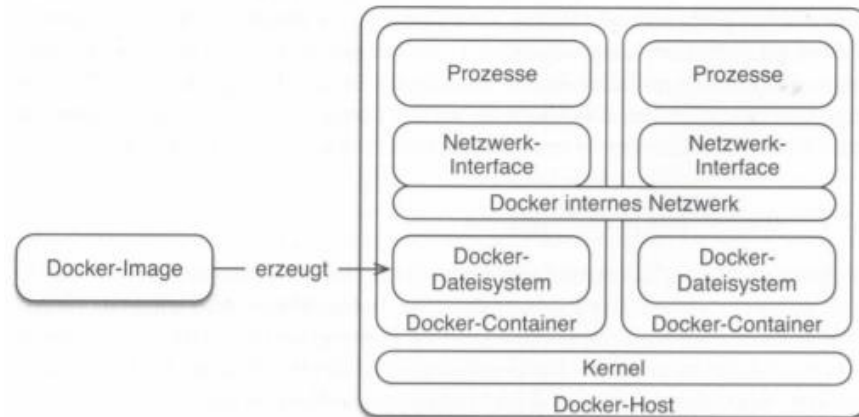 Prozesse
Prozesse
Netzwerk-
Interface
Netzwerk-
Interface
Docker internes Netzwerk
Docker-Image
erzeugt
Docker-
Dateisystem
Docker-
Dateisystem
Docker-Container
Docker-Container
Kernel
Docker-Host